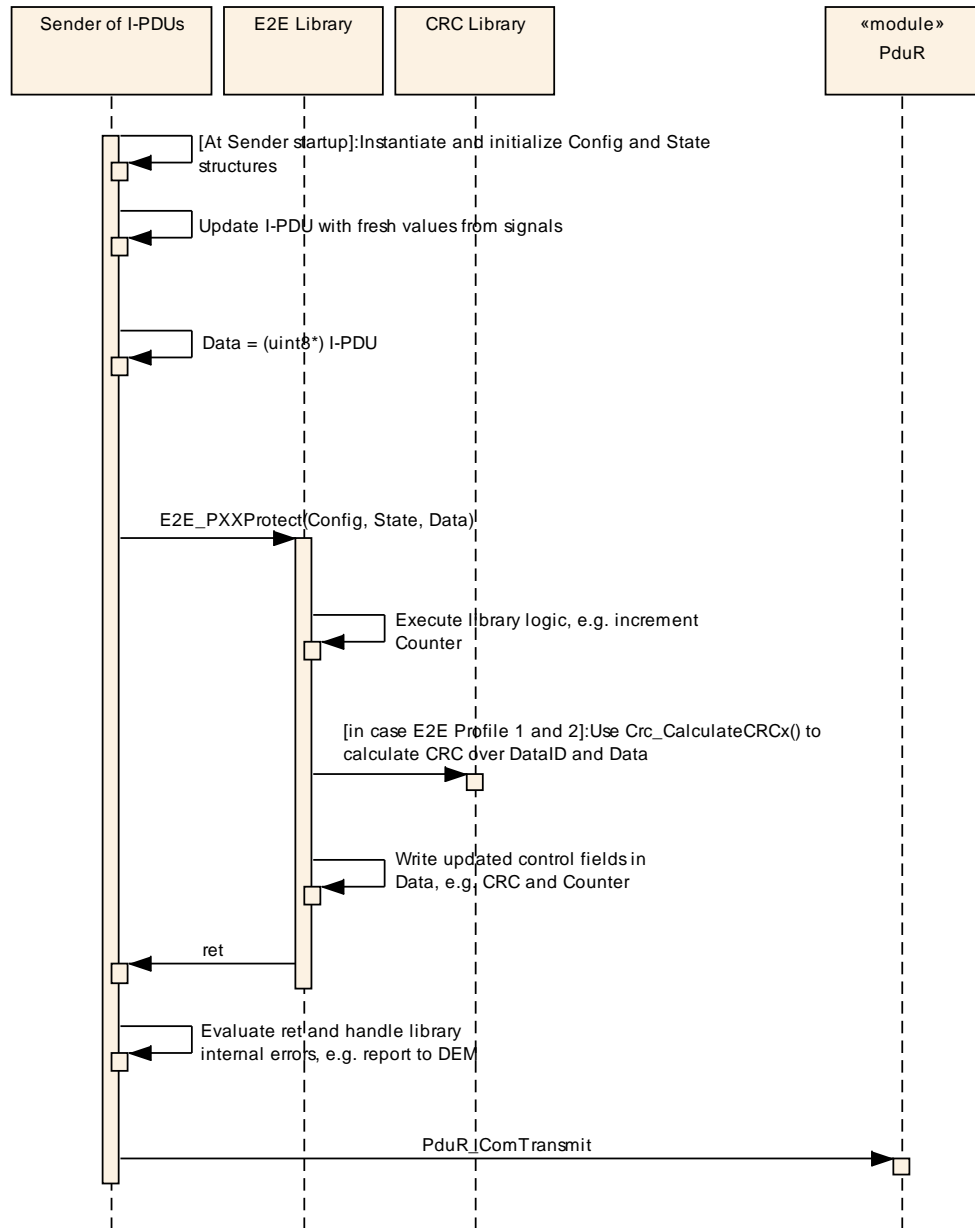 Sender of I-PDUs
E2E Library
CRC Library
«module»
PduR
[At Sender startup]:Instantiate and initialize Config and State
structures
Update I-PDU with fresh values from signals
Data = (uint8*) I-PDU
E2E_PXXProtect(Config, State, Data)
Execute library logic, e.g. increment
Counter
[in case E2E Profile 1 and 2]:Use Crc_CalculateCRCx() to
calculate CRC over DataID and Data
Write updated control fields in
Data, e.g. CRC and Counter
ret
Evaluate ret and handle library
internal errors, e.g. report to DEM
PduR_ComTransmit